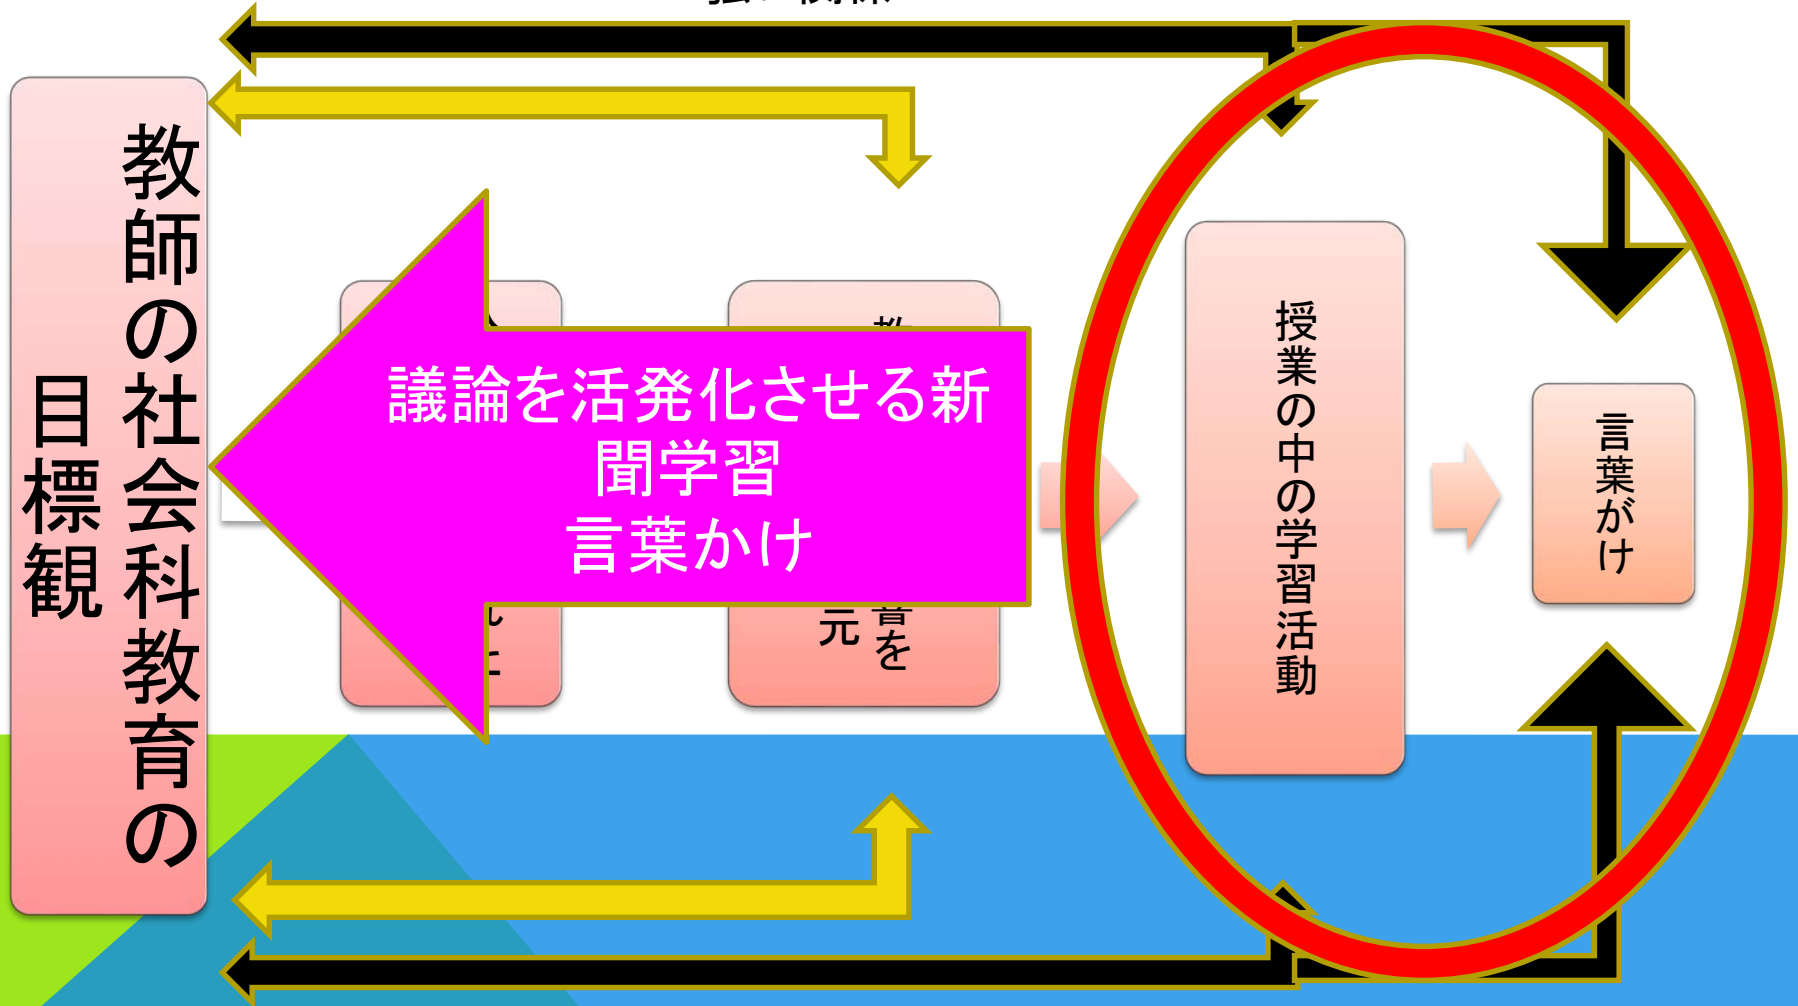 教師の社会科教育の
目標観
議論を活発化させる新
聞学習
言葉かけ
を
元
授業の中の学習活動
言葉がけ